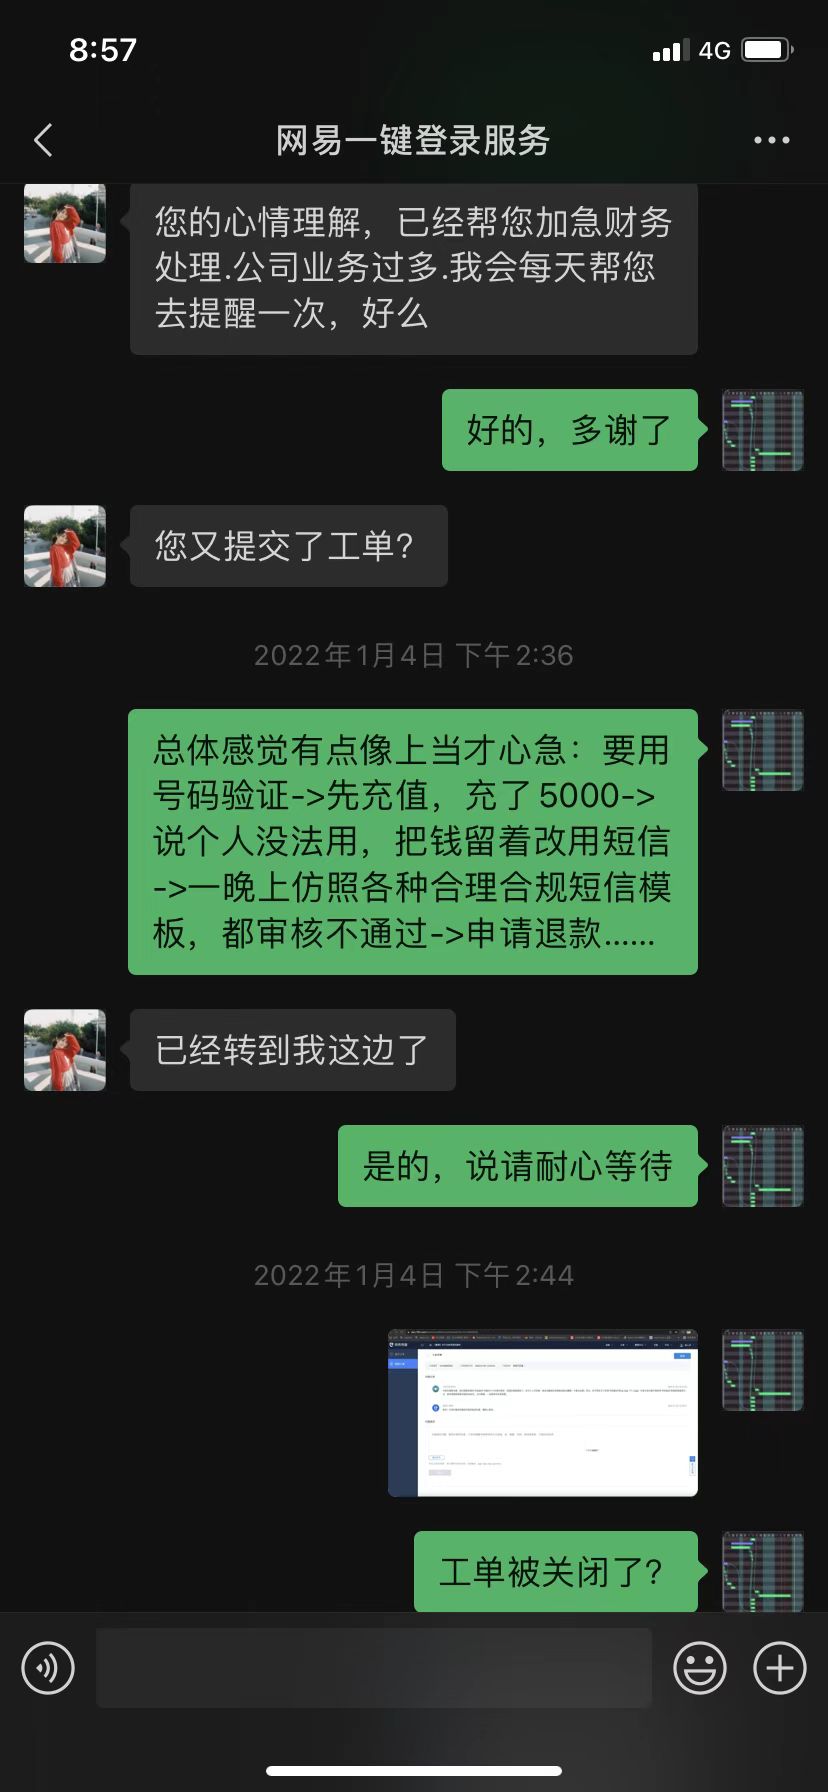 8:57
4G
网易一键登录服务
您的心情理解，已经帮您加急财务
处理.公司业务过多.我会每天帮您
去提醒一次，好么
好的，多谢了
您又提交了工单?
2022年1月4日 下午2:36
总体感觉有点像上当才心急：要用
号码验证->先充值，充了5000->
说个人没法用，把钱留着改用短信
->一晚上仿照各种合理合规短信模
板，都审核不通过->申请退款......
已经转到我这边了
是的，说请耐心等待
2022年1月4日 下午2:44
工单被关闭了?